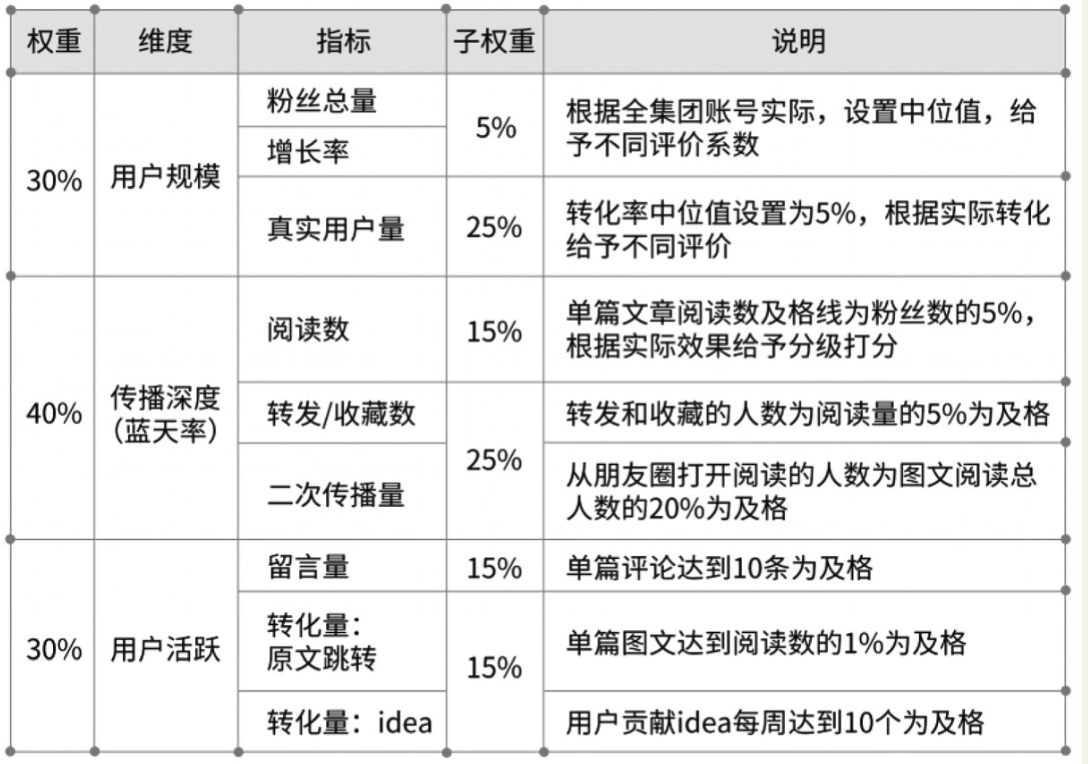 权重 维度 指标 子权重 说明
粉丝总量
增长率
5%
根据全集团账号实际，设置中位值，给
予不同评价系数
30%
用户规模
真实用户量
25%
转化率中位值设置为5%，根据实际转化
给予不同评价
阅读数
15%
单篇文章阅读数及格线为粉丝数的5%，
根据实际效果给予分级打分
40%
传播深度
（蓝天率）
转发/收藏数
转发和收藏的人数为阅读量的5%为及格
25%
二次传播量
从朋友圈打开阅读的人数为图文阅读总
人数的20%为及格
留言量
15%
单篇评论达到10条为及格
30%
用户活跃
转化量：
原文跳转
15%
单篇图文达到阅读数的1%为及格
转化量：idea
用户贡献idea每周达到10个为及格